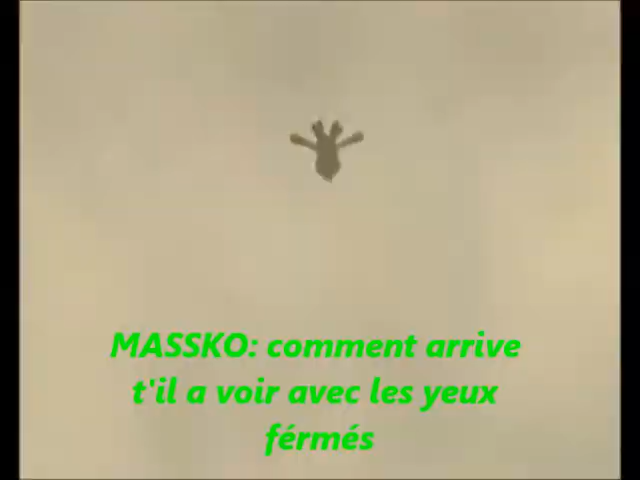 MASSKO: comment arrive
t'il a voir avec les yeux
férmés